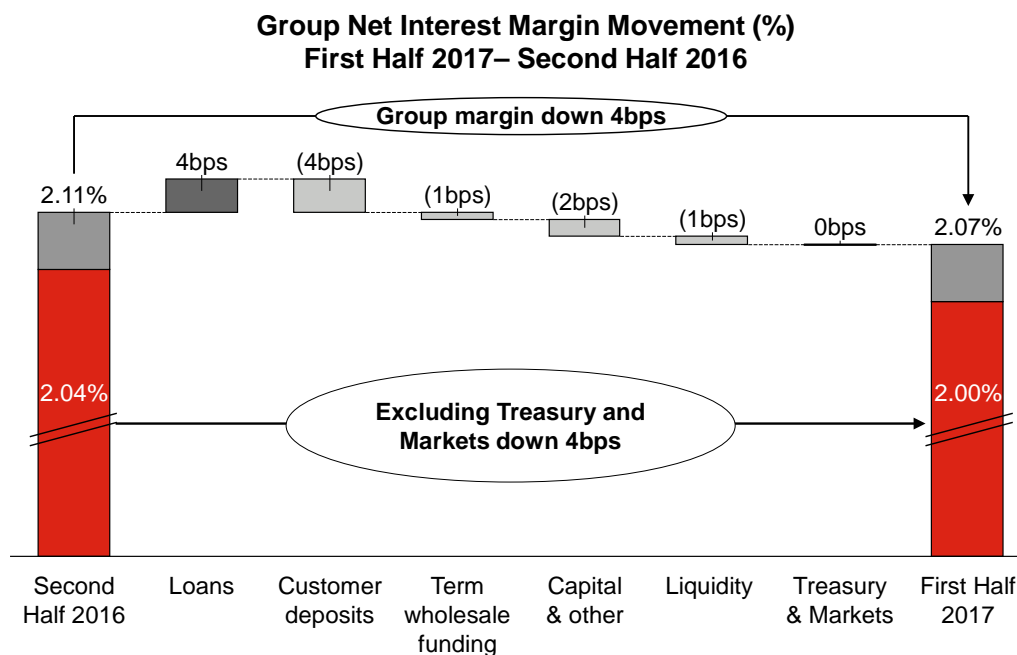 Group Net Interest Margin Movement (%)
First Half 2017– Second Half 2016
Group margin down 4bps
2.11%
4bps
(4bps)
(1bps)
(2bps)
(1bps)
0bps
2.07%
2.04%
Excluding Treasury and
Markets down 4bps
2.00%
Second
Half 2016
Loans
Customer
deposits
Term
wholesale
funding
Capital
& other
Liquidity
Treasury
& Markets
First Half
2017